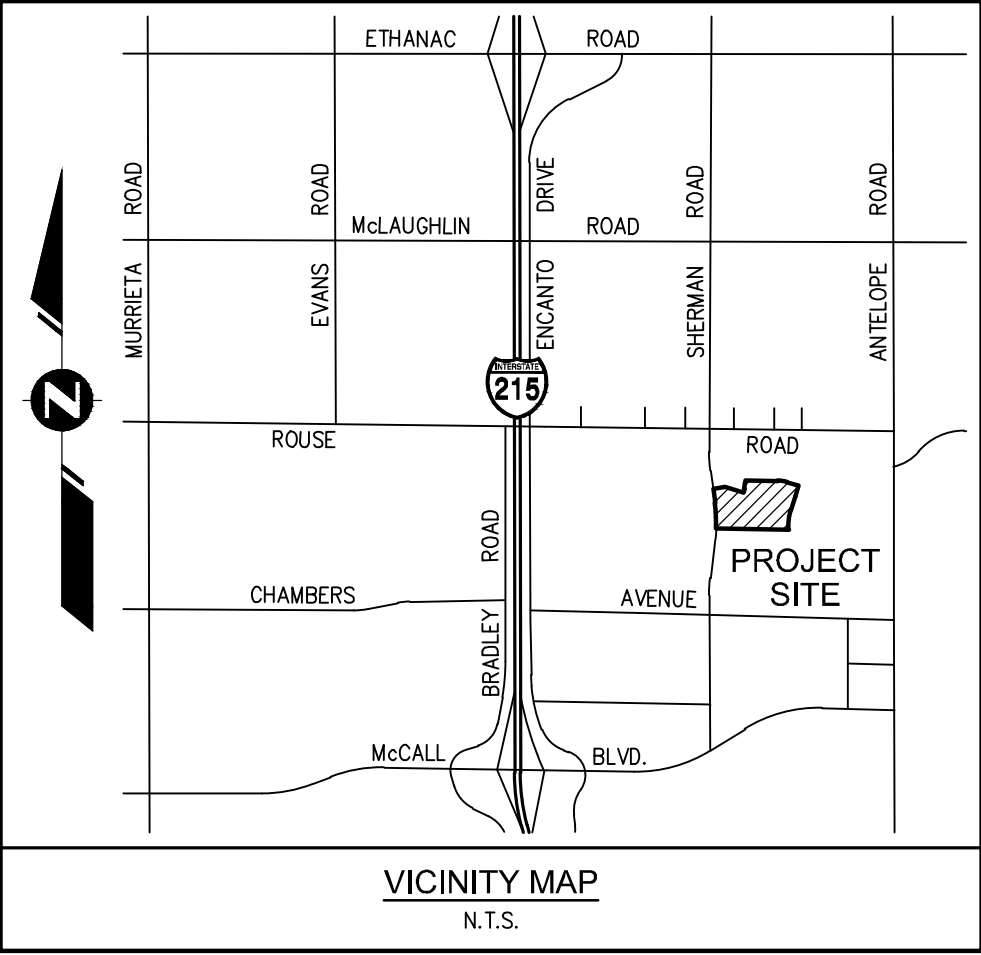 ETHANAC ROAD
MURRIETA ROAD
EVANS ROAD
ENCANTO DRIVE
SHERMAN ROAD
ANTELOPE ROAD
McLAUGHLIN ROAD
N
INTERSTATE
215
ROUSE ROAD
BRADLEY ROAD
PROJECT
SITE
CHAMBERS AVENUE
McCALL BLVD.
VICINITY MAP
N.T.S.